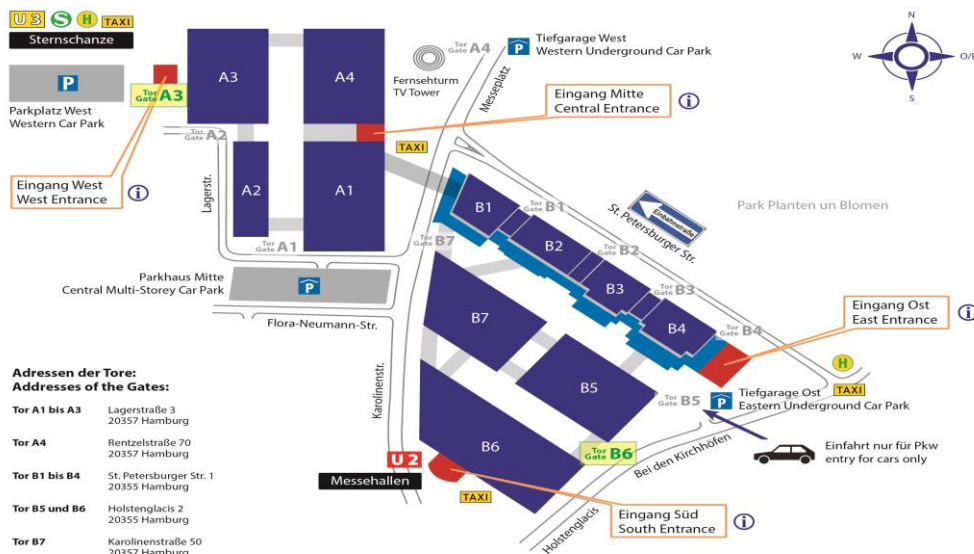 U3 S H TAXI
Sternschanze
P
Parkplatz West
Western Car Park
Tor
Gate A3
Eingang West
West Entrance
i
Tor
Gate A2
Lagerstr.
A3
A4
A2
A1
Tor
Gate A1
Fernsehturm
TV Tower
Tor
Gate A4
Messeplatz
P
Tiefgarage West
Western Underground Car Park
Eingang Mitte
Central Entrance
i
TAXI
N
W
O/E
S
B1
B2
B3
B4
Tor
Gate B1
Tor
Gate B2
Tor
Gate B3
Tor
Gate B4
Einbahnstraße
St. Petersburger Str.
Park Planten un Blomen
Tor
Gate B7
Parkhaus Mitte
Central Multi-Storey Car Park
P
Flora-Neumann-Str.
Karolinenstr.
B7
B5
B6
Eingang Ost
East Entrance
i
H
TAXI
Tor
Gate B5
P
Tiefgarage Ost
Eastern Underground Car Park
Einfahrt nur für Pkw
entry for cars only
Bei den Kirchhöfen
Tor
Gate B6
U2
Messehallen
TAXI
Holstenglacis
Eingang Süd
South Entrance
i
Adressen der Tore:
Addresses of the Gates:
Tor A1 bis A3 Lagerstraße 3
20357 Hamburg
Tor A4 Rentzelstraße 70
20357 Hamburg
Tor B1 bis B4 St. Petersburger Str. 1
20355 Hamburg
Tor B5 und B6 Holstenglacis 2
20355 Hamburg
Tor B7 Karolinenstraße 50
20357 Hamburg